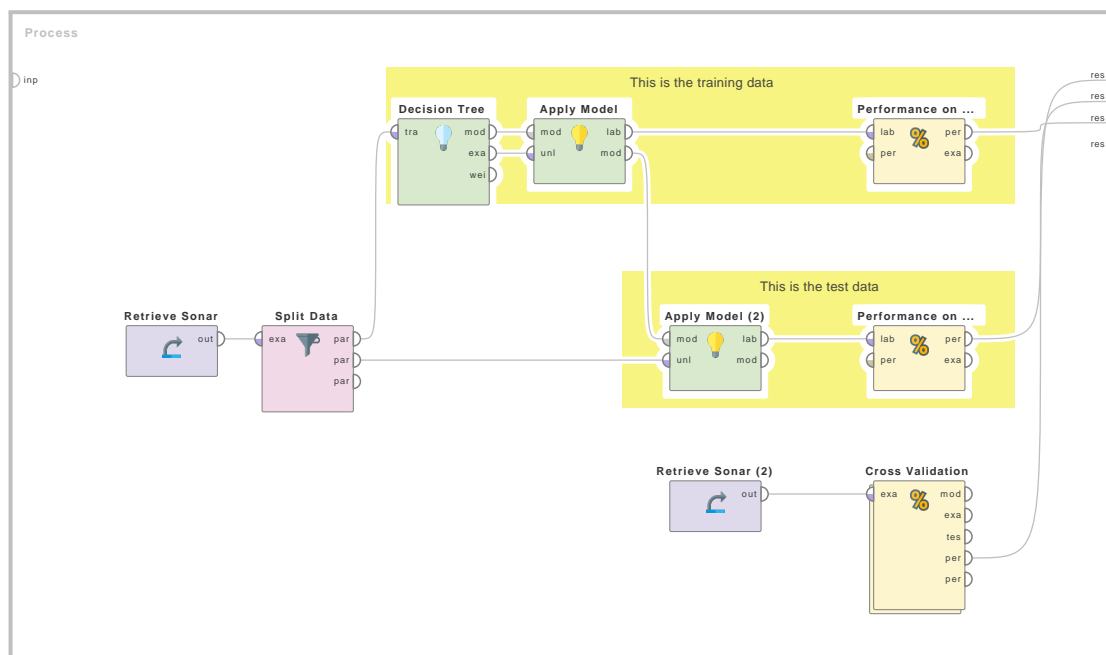 Process
inp
res
res
res
res
This is the training data
Decision Tree
tra
mod
exa
wei
Apply Model
mod
unl
lab
mod
Performance on ...
lab
per
per
exa
This is the test data
Retrieve Sonar
out
Split Data
exa
par
par
par
Apply Model (2)
mod
unl
lab
mod
Performance on ...
lab
per
per
exa
Retrieve Sonar (2)
out
Cross Validation
exa
mod
exa
tes
per
per